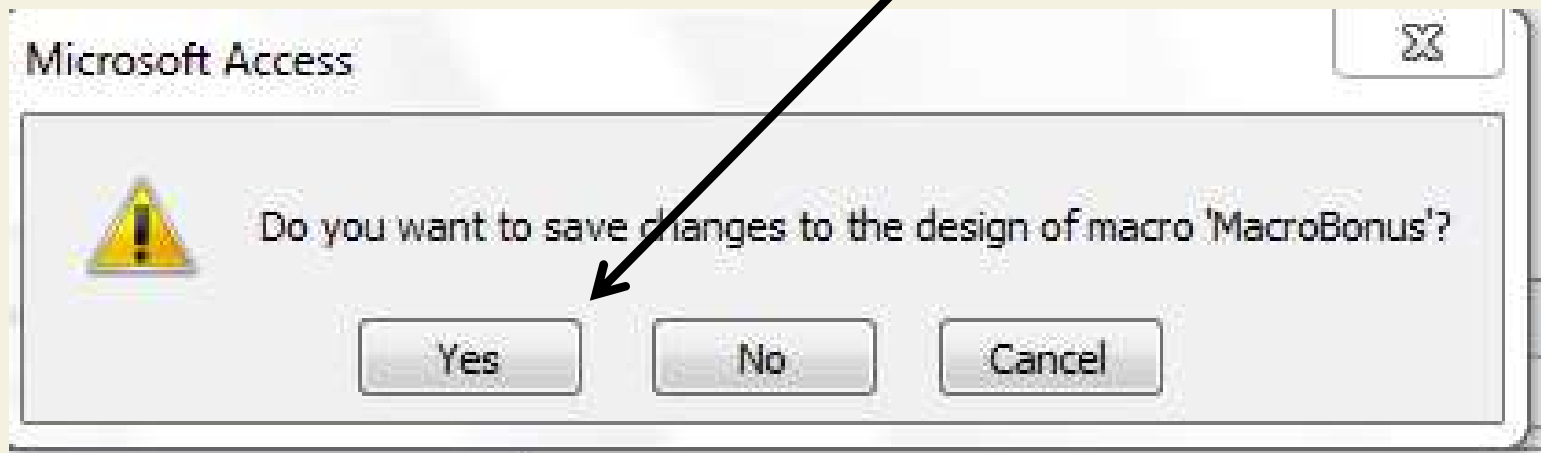 Microsoft Access
Do you want to save changes to the design of macro 'MacroBonus'?
Yes
No
Cancel